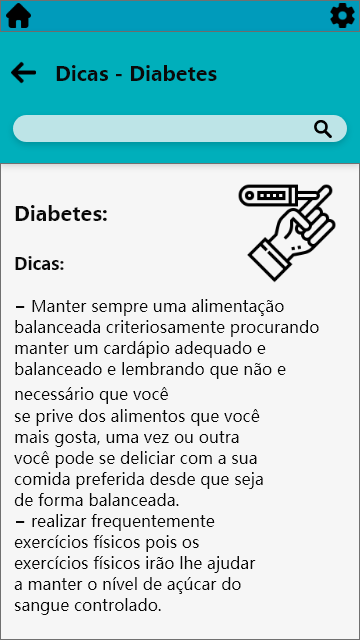 Dicas - Diabetes
Diabetes:
Dicas:
– Manter sempre uma alimentação
balanceada criteriosamente procurando
manter um cardápio adequado e
balanceado e lembrando que não e
necessário que você
se prive dos alimentos que você
mais gosta, uma vez ou outra
você pode se deliciar com a sua
comida preferida desde que seja
de forma balanceada.
– realizar frequentemente
exercícios físicos pois os
exercícios físicos irão lhe ajudar
a manter o nível de açúcar do
sangue controlado.